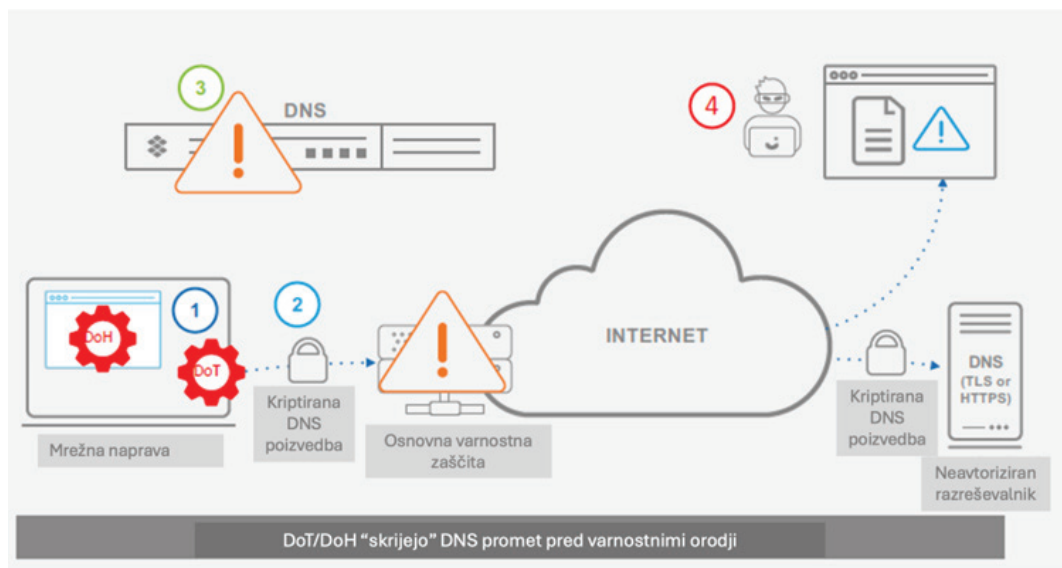 3
DNS
4
1
2
DoH
DoT
INTERNET
DNS
(TLS or
HTTPS)
Kriptirana
DNS
poizvedba
Osnovna varnostna
zaščita
Mrežna naprava
Kriptirana
DNS
poizvedba
Neavtoriziran
razreševalnik
DoT/DoH “skrijejo” DNS promet pred varnostnimi orodji